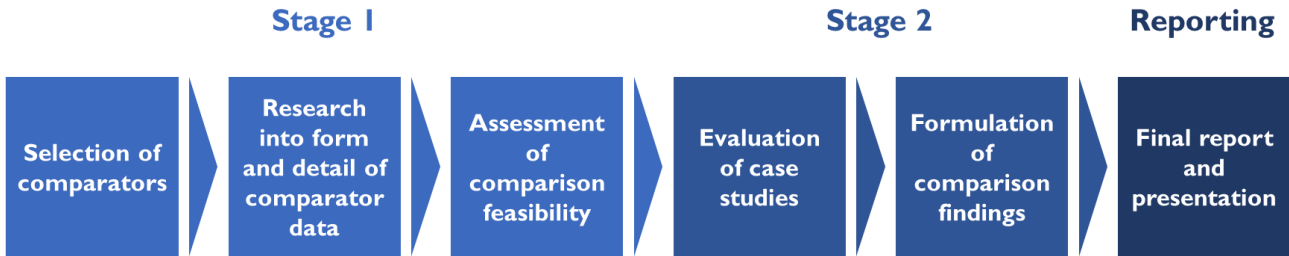 Stage 1
Stage 2
Reporting
Selection of
comparators
Research
into form
and detail of
comparator
data
Assessment
of
comparison
feasibility
Evaluation
of case
studies
Formulation
of
comparison
findings
Final report
and
presentation